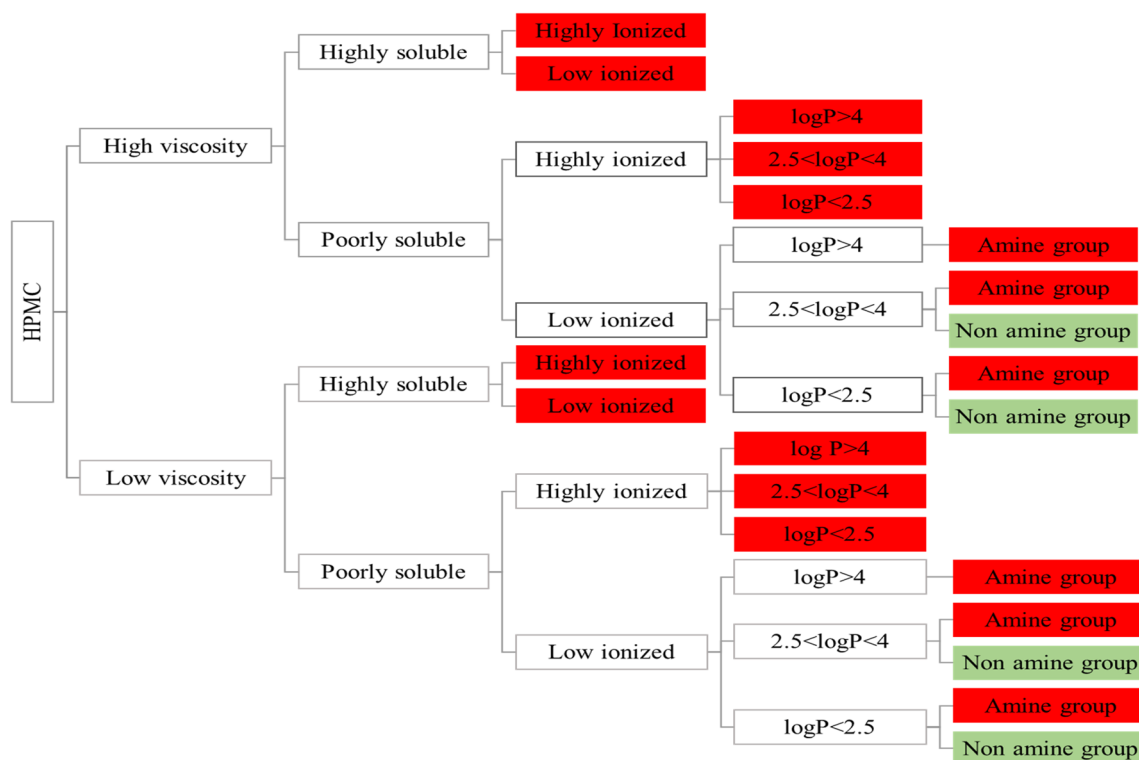 HPMC
High viscosity
Highly soluble
Highly Ionized
Low ionized
Poorly soluble
Highly ionized
logP>4
2.5<logP<4
logP<2.5
Low ionized
logP>4
Amine group
2.5<logP<4
Amine group
Non amine group
logP<2.5
Amine group
Non amine group
Low viscosity
Highly soluble
Highly ionized
Low ionized
Poorly soluble
Highly ionized
log P>4
2.5<logP<4
logP<2.5
Low ionized
logP>4
Amine group
2.5<logP<4
Amine group
Non amine group
logP<2.5
Amine group
Non amine group